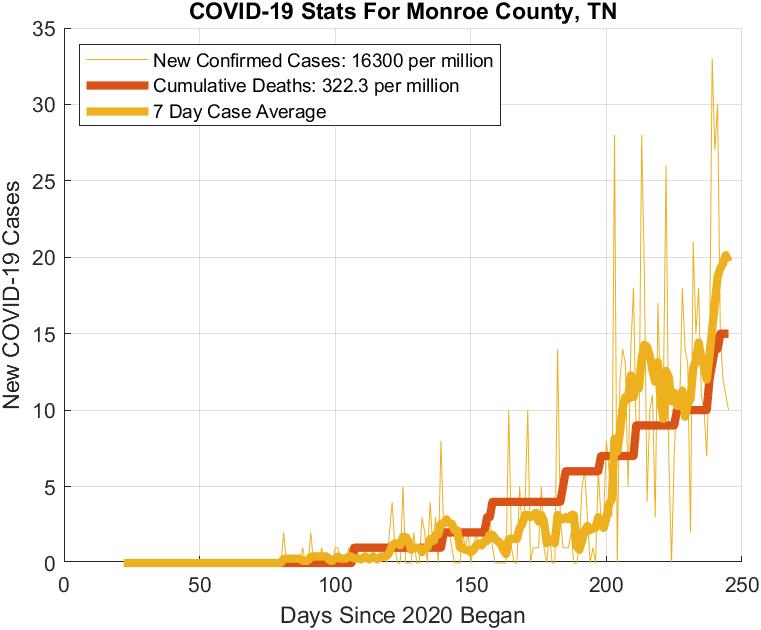 COVID-19 Stats For Monroe County, TN
New Confirmed Cases: 16300 per million
Cumulative Deaths: 322.3 per million
7 Day Case Average
New COVID-19 Cases
35
30
25
20
15
10
5
0
0 50 100 150 200 250
Days Since 2020 Began